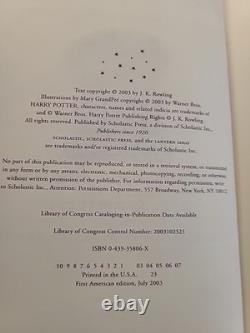 Text copyright © 2003 by J. K. Rowling
Illustrations by Mary GrandPré copyright © 2003 by Warner Bros.
HARRY POTTER, characters, names and related indicia are trademarks of
and © Warner Bros. Harry Potter Publishing Rights © J. K. Rowling.
All rights reserved. Published by Scholastic Press, a division of Scholastic Inc.,
Publishers since 1920.
SCHOLASTIC, SCHOLASTIC PRESS, and the LANTERN LOGO
are trademarks and/or registered trademarks of Scholastic Inc.
No part of this publication may be reproduced, or stored in a retrieval system, or transmitted
in any form or by any means, electronic, mechanical, photocopying, recording, or otherwise,
without written permission of the publisher. For information regarding permission, write
to Scholastic Inc., Attention: Permissions Department, 557 Broadway, New York, NY 10012
Library of Congress Cataloging-in-Publication Data Available
Library of Congress Control Number: 2003102525
ISBN 0-439-35806-X
10 9 8 7 6 5 4 3 2 1 03 04 05 06 07
Printed in the U.S.A. 23
First American edition, July 2003
ebay